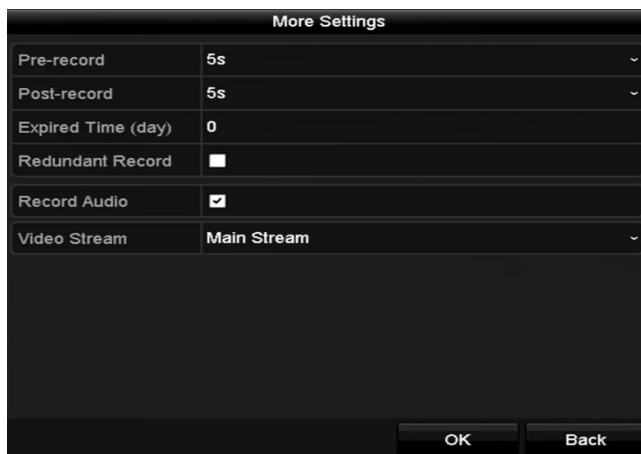 More Settings
Pre-record 5s
Post-record 5s
Expired Time (day) 0
Redundant Record
Record Audio
Video Stream Main Stream
OK Back